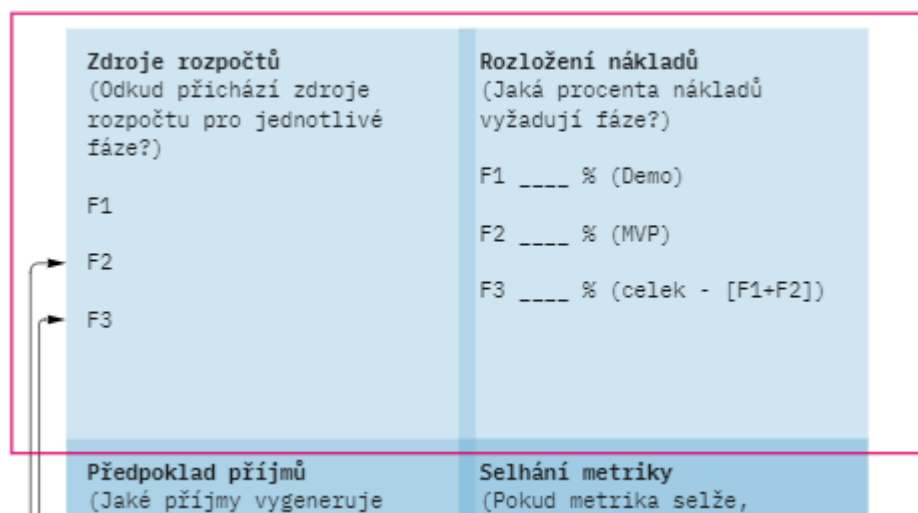 Zdroje rozpočtů
(Odkud přichází zdroje
rozpočtu pro jednotlivé
fáze?)
F1
F2
F3
Rozložení nákladů
(Jaká procenta nákladů
vyžadují fáze?)
F1 ____ % (Demo)
F2 ____ % (MVP)
F3 ____ % (celek - [F1+F2])
Předpoklad příjmů
(Jaké příjmy vygeneruje
Selhání metriky
(Pokud metrika selže,